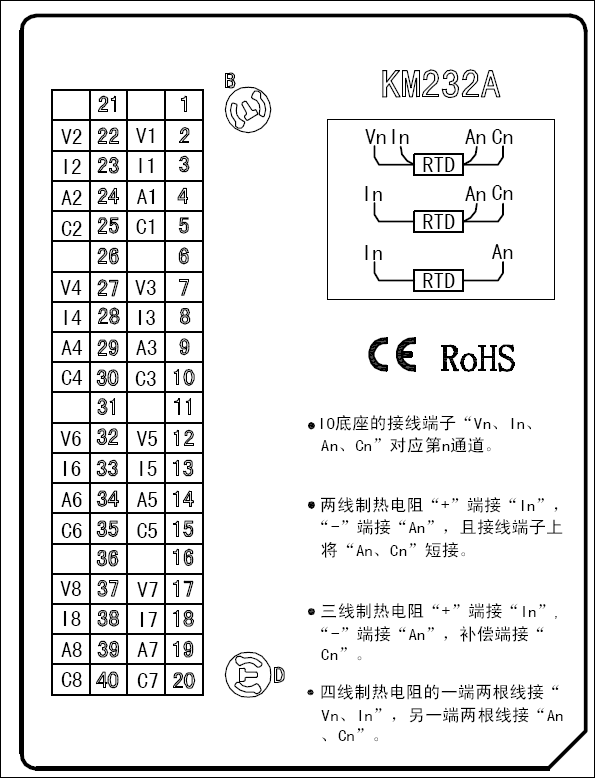 B
KM232A
21 1
V2 22 V1 2
I2 23 I1 3
A2 24 A1 4
C2 25 C1 5
26 6
V4 27 V3 7
I4 28 I3 8
A4 29 A3 9
C4 30 C3 10
31 11
V6 32 V5 12
I6 33 I5 13
A6 34 A5 14
C6 35 C5 15
36 16
V8 37 V7 17
I8 38 I7 18
A8 39 A7 19
C8 40 C7 20
D
Vn In An Cn
RTD
In An Cn
RTD
In An
RTD
CE RoHS
●IO底座的接线端子“Vn、In、
An、Cn”对应第n通道。
●两线制热电阻“+”端接“In”,
“-”端接“An”,且接线端子上
将“An、Cn”短接。
●三线制热电阻“+”端接“In”,
“-”端接“An”,补偿端接“
Cn”。
●四线制热电阻的一端两根线接“
Vn、In”,另一端两根线接“An
、Cn”。